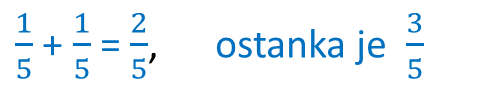 1/5 + 1/5 = 2/5, ostanka je 3/5